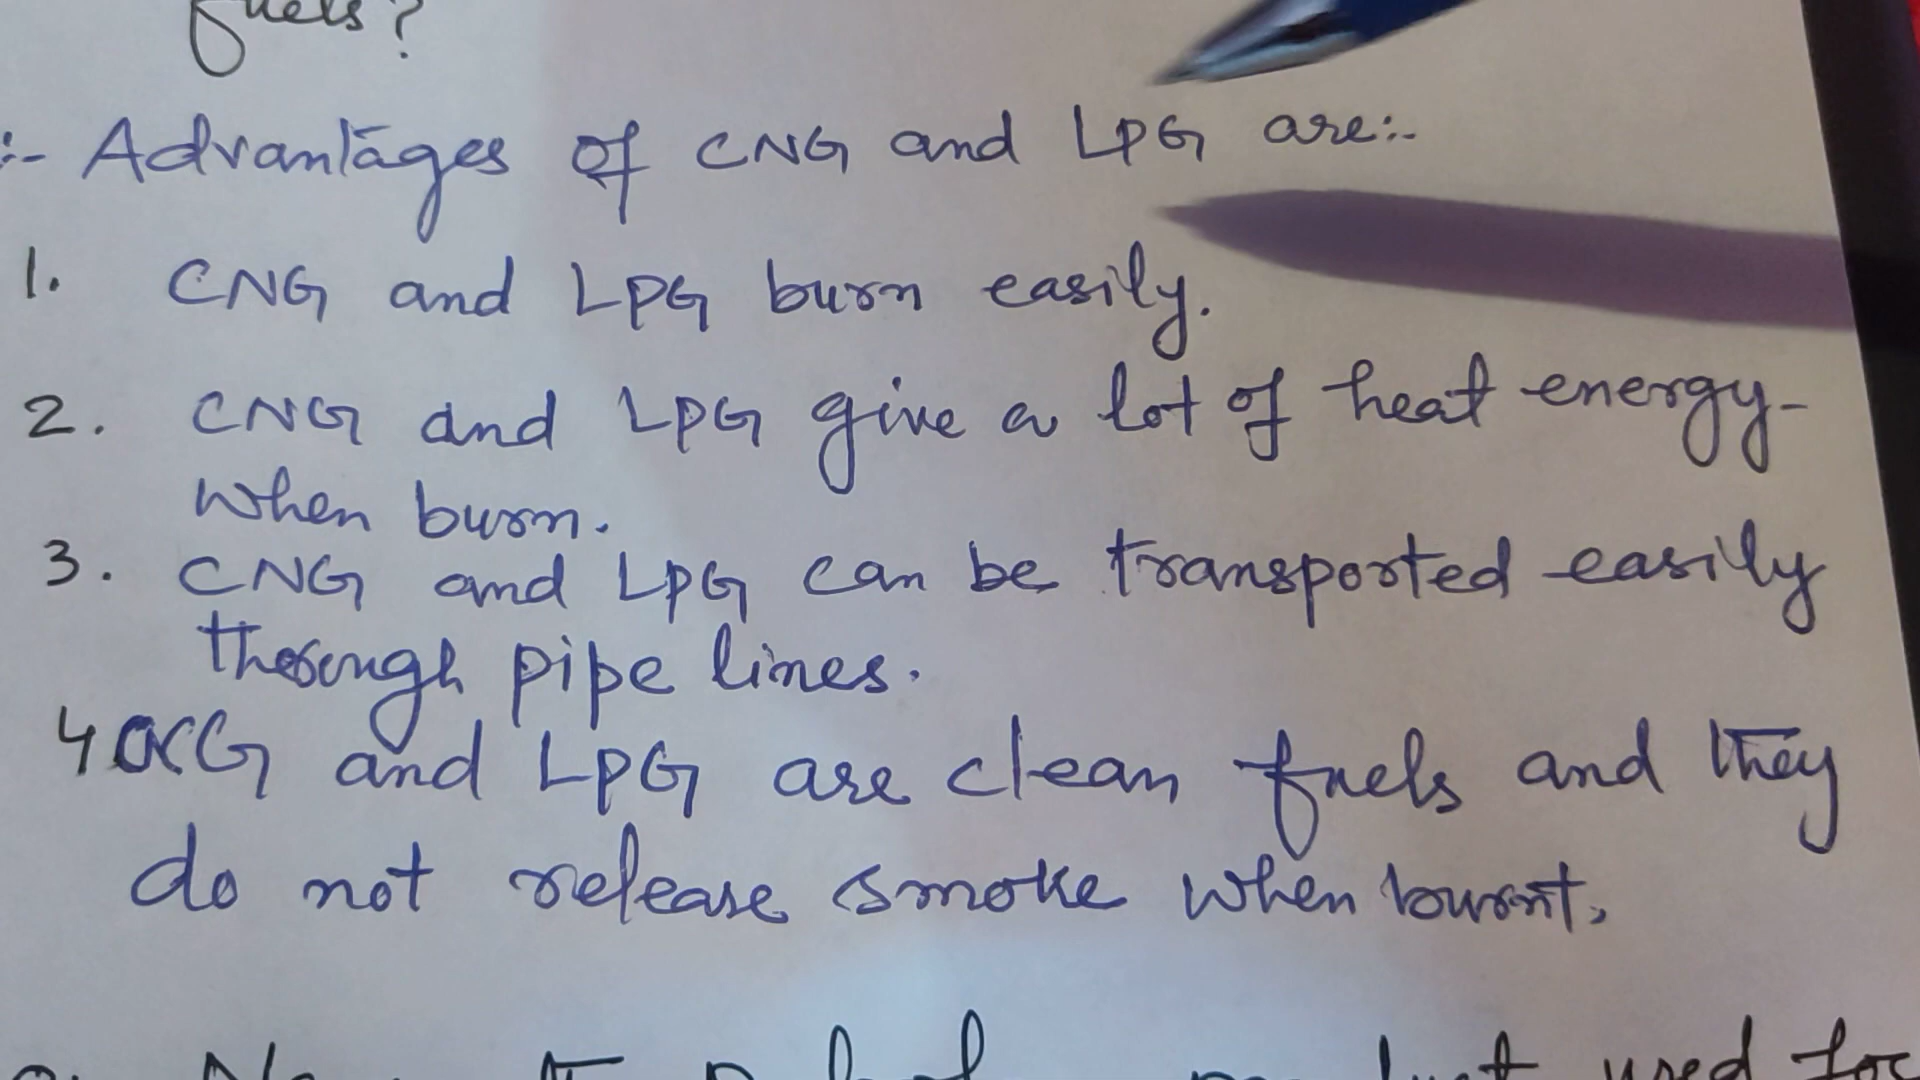 fuels?
:- Advantages of CNG and LPG are:-
1. CNG and LPG burn easily.
2. CNG and LPG give a lot of heat energy-
when burn.
3. CNG and LPG can be transported easily
through pipe lines.
4 and LPG are clean fuels and they
do not release smoke when burnt.
used for